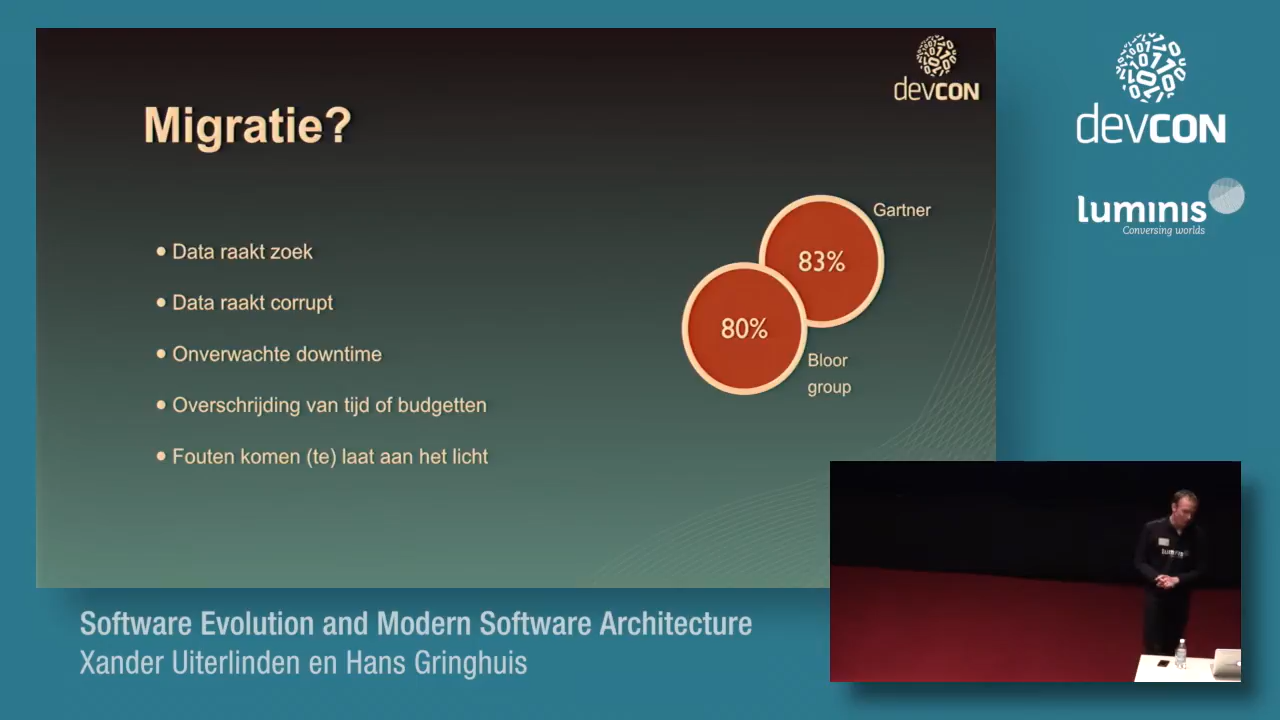 devCON
Migratie?
• Data raakt zoek
• Data raakt corrupt
• Onverwachte downtime
• Overschrijding van tijd of budgetten
• Fouten komen (te) laat aan het licht
Gartner
83%
80%
Bloor
group
devCON
luminis
Conversing worlds
luminis
Software Evolution and Modern Software Architecture
Xander Uiterlinden en Hans Gringhuis